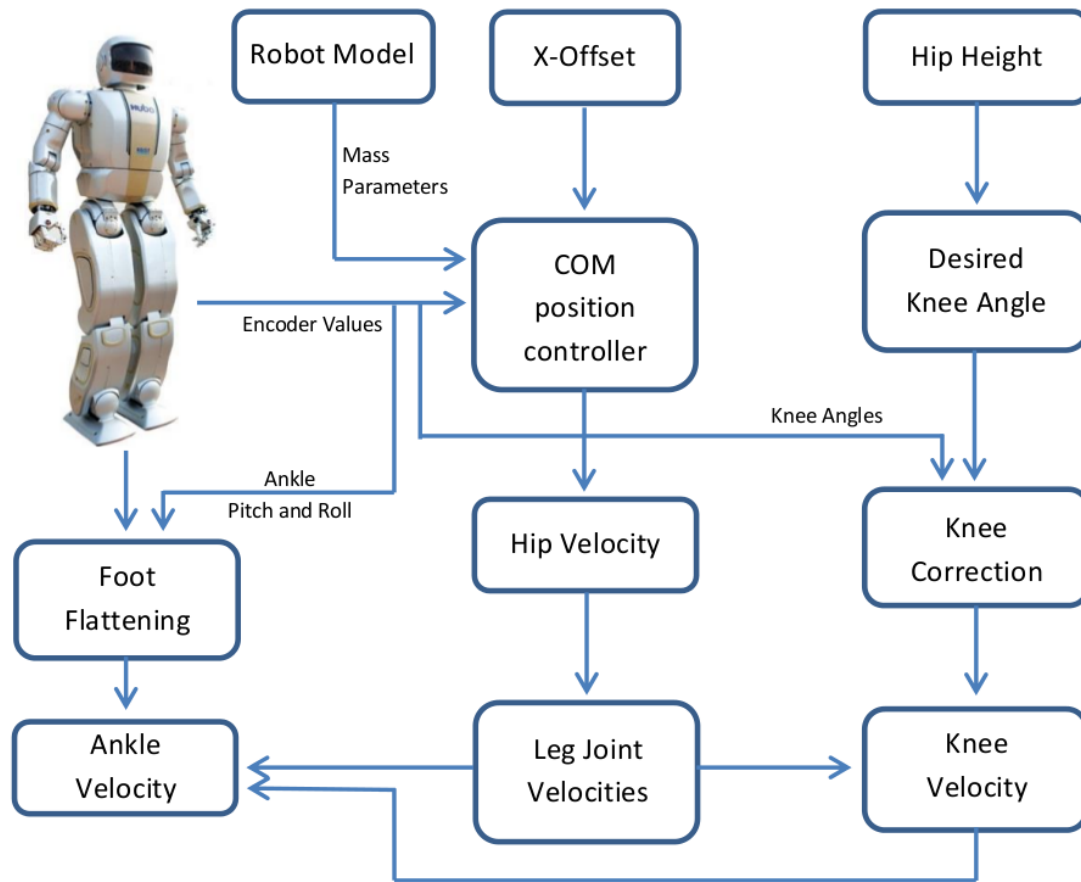 Robot Model
X-Offset
Hip Height
HUBO
Mass
Parameters
COM
position
controller
Desired
Knee Angle
Encoder Values
Knee Angles
Ankle
Pitch and Roll
Foot
Flattening
Hip Velocity
Knee
Correction
Ankle
Velocity
Leg Joint
Velocities
Knee
Velocity